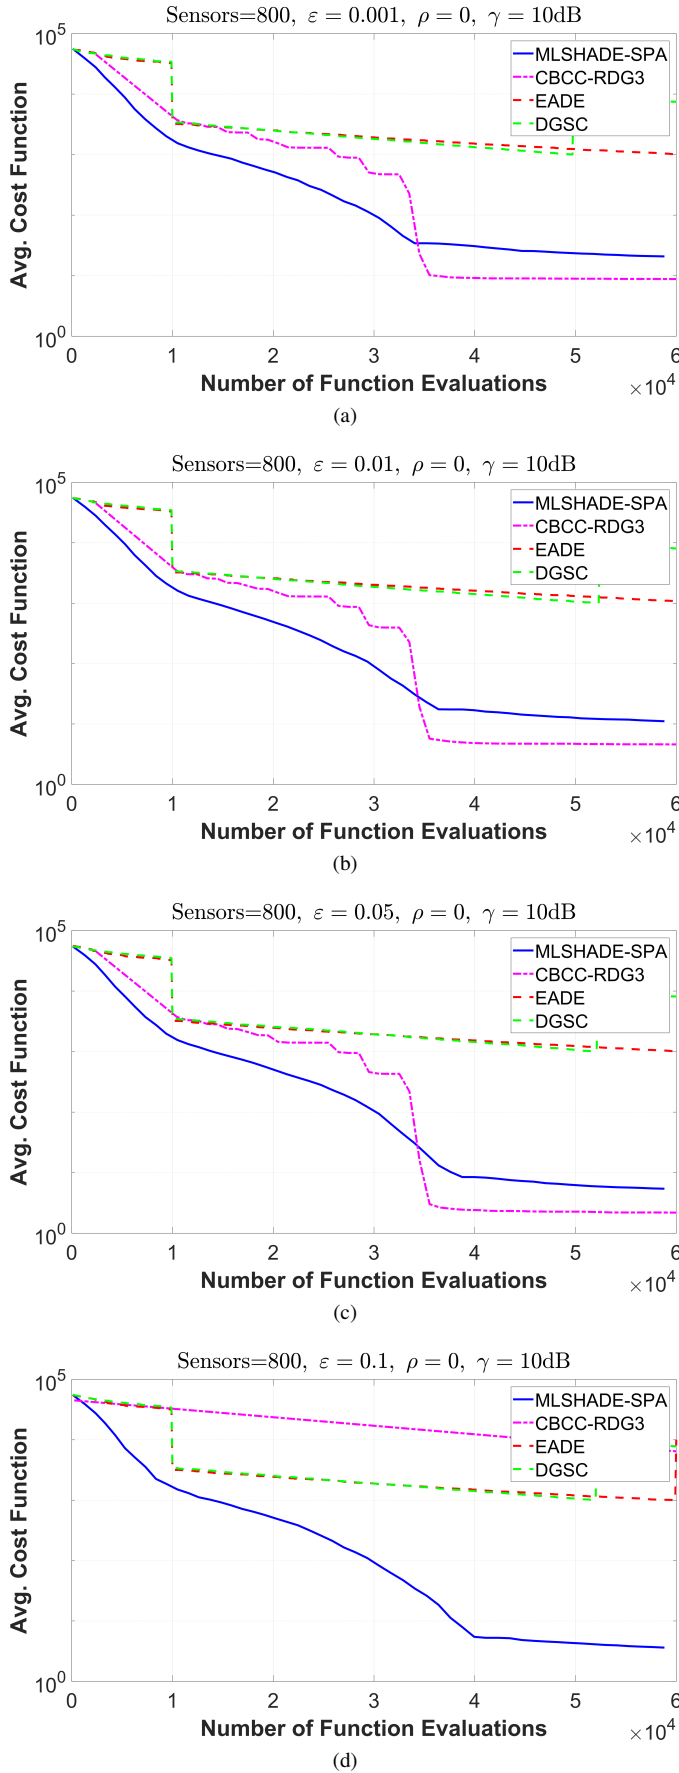 Sensors=800, ε = 0.001, ρ = 0, γ = 10dB
10^5
MLSHADE-SPA
CBCC-RDG3
EADE
DGSC
Avg. Cost Function
10^0
0 1 2 3 4 5 6
Number of Function Evaluations
×10^4
(a)
Sensors=800, ε = 0.01, ρ = 0, γ = 10dB
10^5
MLSHADE-SPA
CBCC-RDG3
EADE
DGSC
Avg. Cost Function
10^0
0 1 2 3 4 5 6
Number of Function Evaluations
×10^4
(b)
Sensors=800, ε = 0.05, ρ = 0, γ = 10dB
10^5
MLSHADE-SPA
CBCC-RDG3
EADE
DGSC
Avg. Cost Function
10^0
0 1 2 3 4 5 6
Number of Function Evaluations
×10^4
(c)
Sensors=800, ε = 0.1, ρ = 0, γ = 10dB
10^5
MLSHADE-SPA
CBCC-RDG3
EADE
DGSC
Avg. Cost Function
10^0
0 1 2 3 4 5 6
Number of Function Evaluations
×10^4
(d)